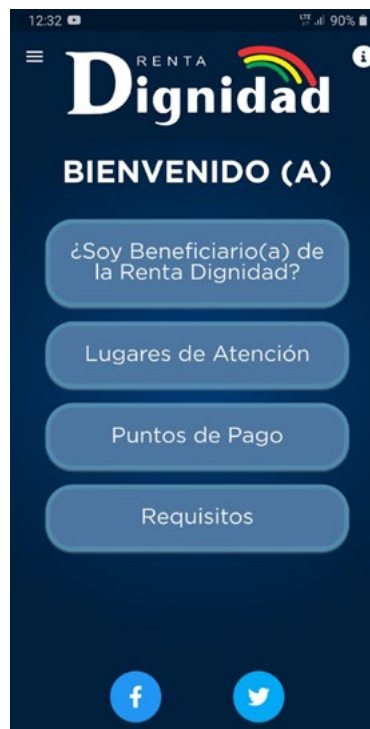 12:32
LTE 90%
RENTA
Dignidad
BIENVENIDO (A)
¿Soy Beneficiario(a) de
la Renta Dignidad?
Lugares de Atención
Puntos de Pago
Requisitos